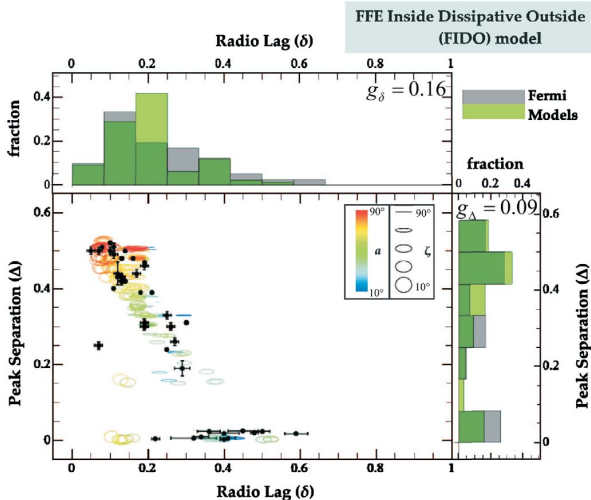 FFE Inside Dissipative Outside
(FIDO) model
Radio Lag (δ)
0 0.2 0.4 0.6 0.8 1
fraction
0.4
0.2
0
g_δ = 0.16
Fermi
Models
fraction
0 0.2 0.4
g_Δ = 0.09
Peak Separation (Δ)
0.6
0.4
0.2
0
90°
a
10°
90°
ζ
10°
0.6
0.4
0.2
0
Peak Separation (Δ)
0 0.2 0.4 0.6 0.8 1
Radio Lag (δ)